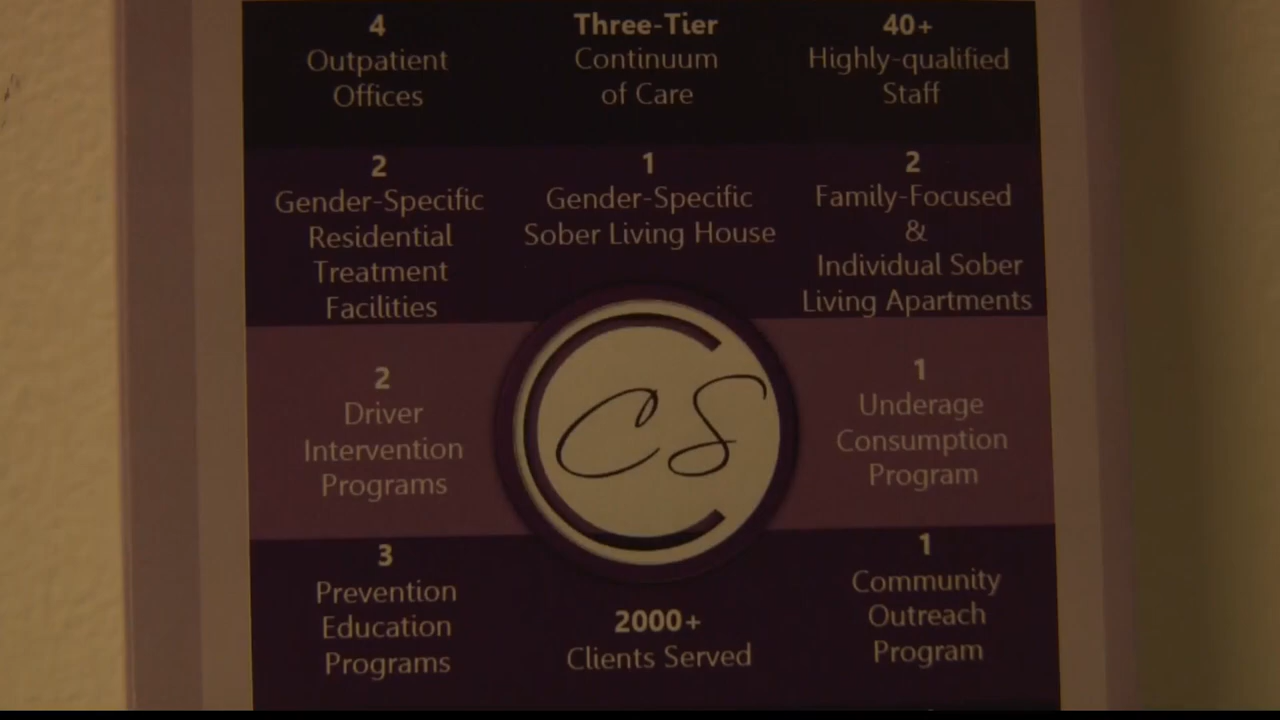 4
Outpatient
Offices
Three-Tier
Continuum
of Care
40+
Highly-qualified
Staff
2
Gender-Specific
Residential
Treatment
Facilities
1
Gender-Specific
Sober Living House
2
Family-Focused
&
Individual Sober
Living Apartments
2
Driver
Intervention
Programs
CS
1
Underage
Consumption
Program
3
Prevention
Education
Programs
2000+
Clients Served
1
Community
Outreach
Program